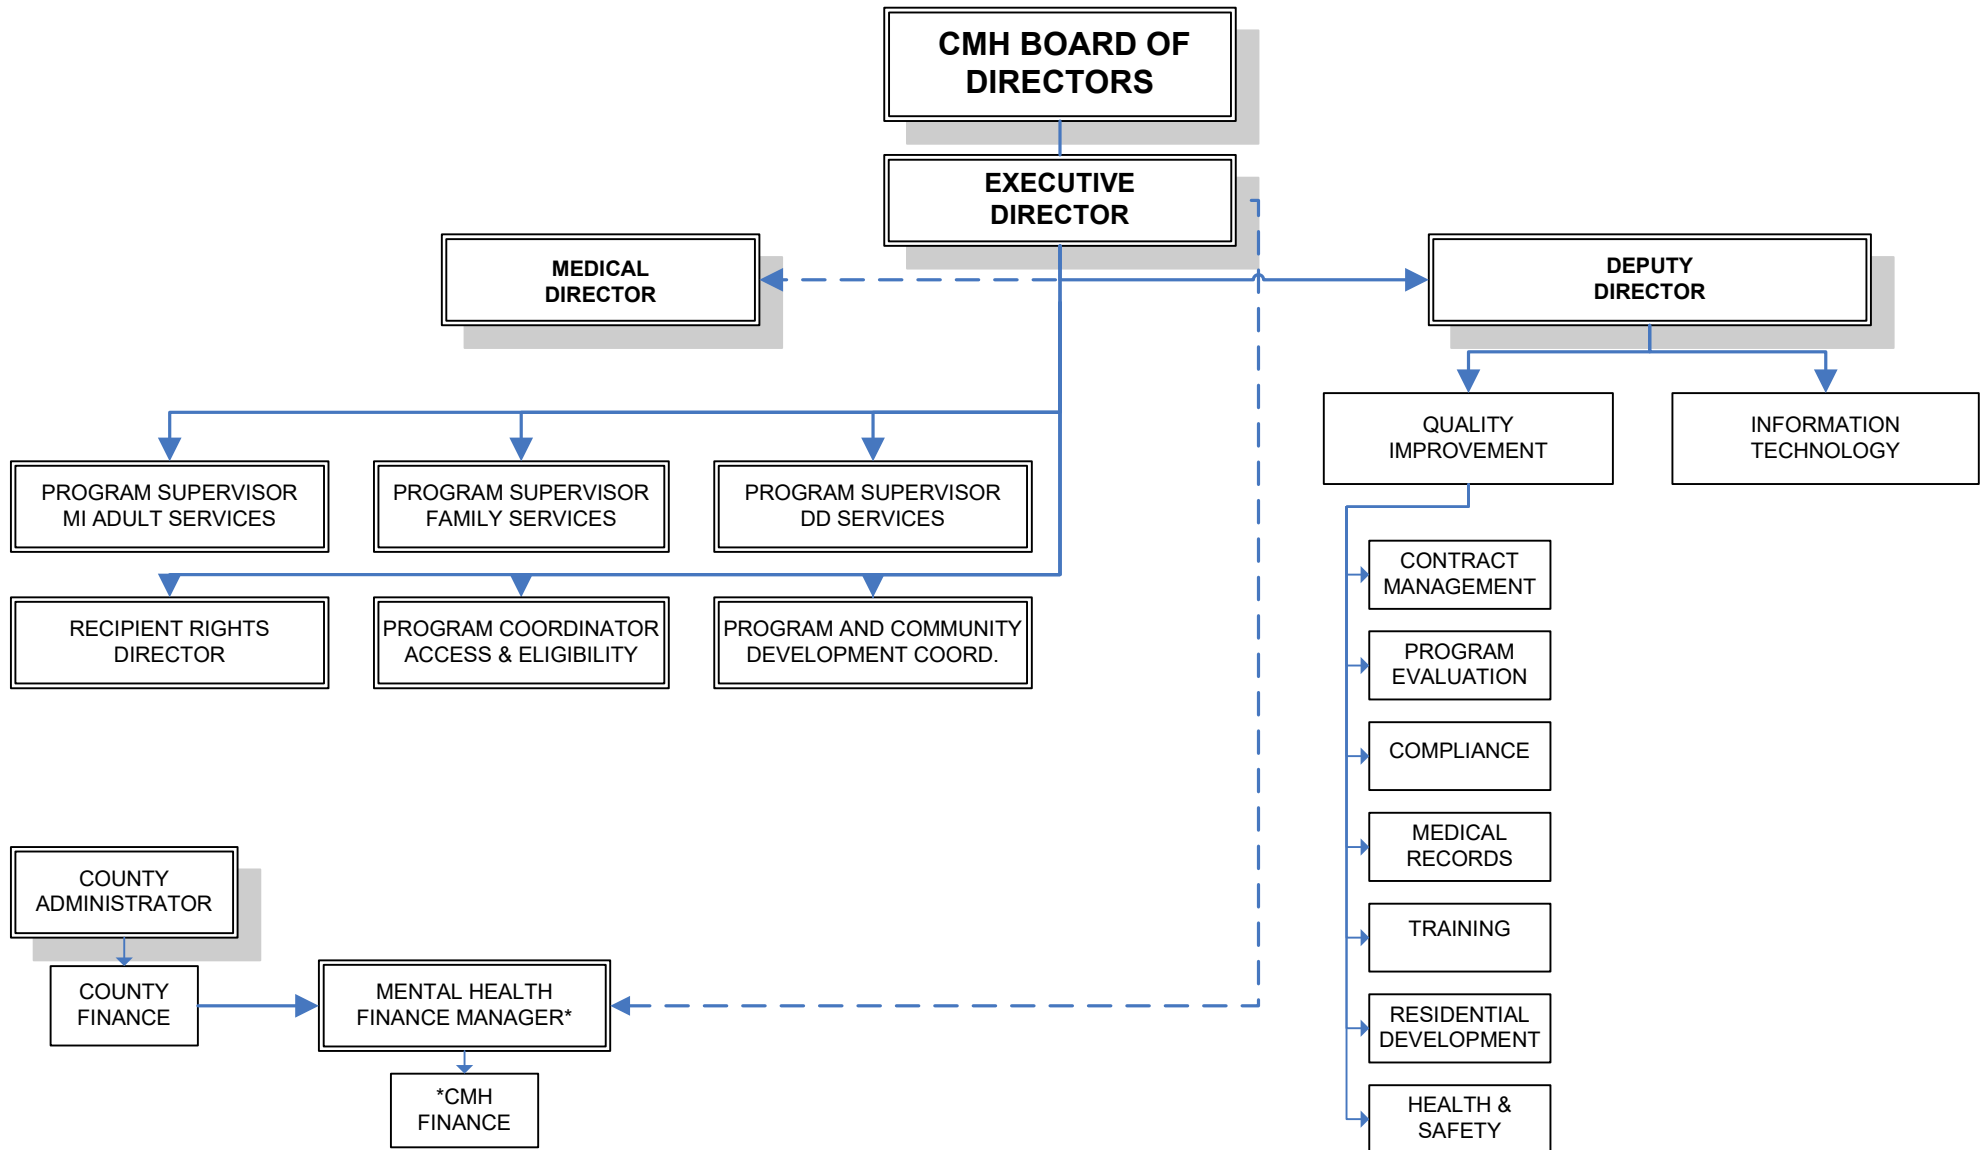 CMH BOARD OF
DIRECTORS
EXECUTIVE
DIRECTOR
MEDICAL
DIRECTOR
DEPUTY
DIRECTOR
QUALITY
IMPROVEMENT
INFORMATION
TECHNOLOGY
PROGRAM SUPERVISOR
MI ADULT SERVICES
PROGRAM SUPERVISOR
FAMILY SERVICES
PROGRAM SUPERVISOR
DD SERVICES
RECIPIENT RIGHTS
DIRECTOR
PROGRAM COORDINATOR
ACCESS & ELIGIBILITY
PROGRAM AND COMMUNITY
DEVELOPMENT COORD.
CONTRACT
MANAGEMENT
PROGRAM
EVALUATION
COMPLIANCE
MEDICAL
RECORDS
TRAINING
RESIDENTIAL
DEVELOPMENT
HEALTH &
SAFETY
COUNTY
ADMINISTRATOR
COUNTY
FINANCE
MENTAL HEALTH
FINANCE MANAGER*
*CMH
FINANCE